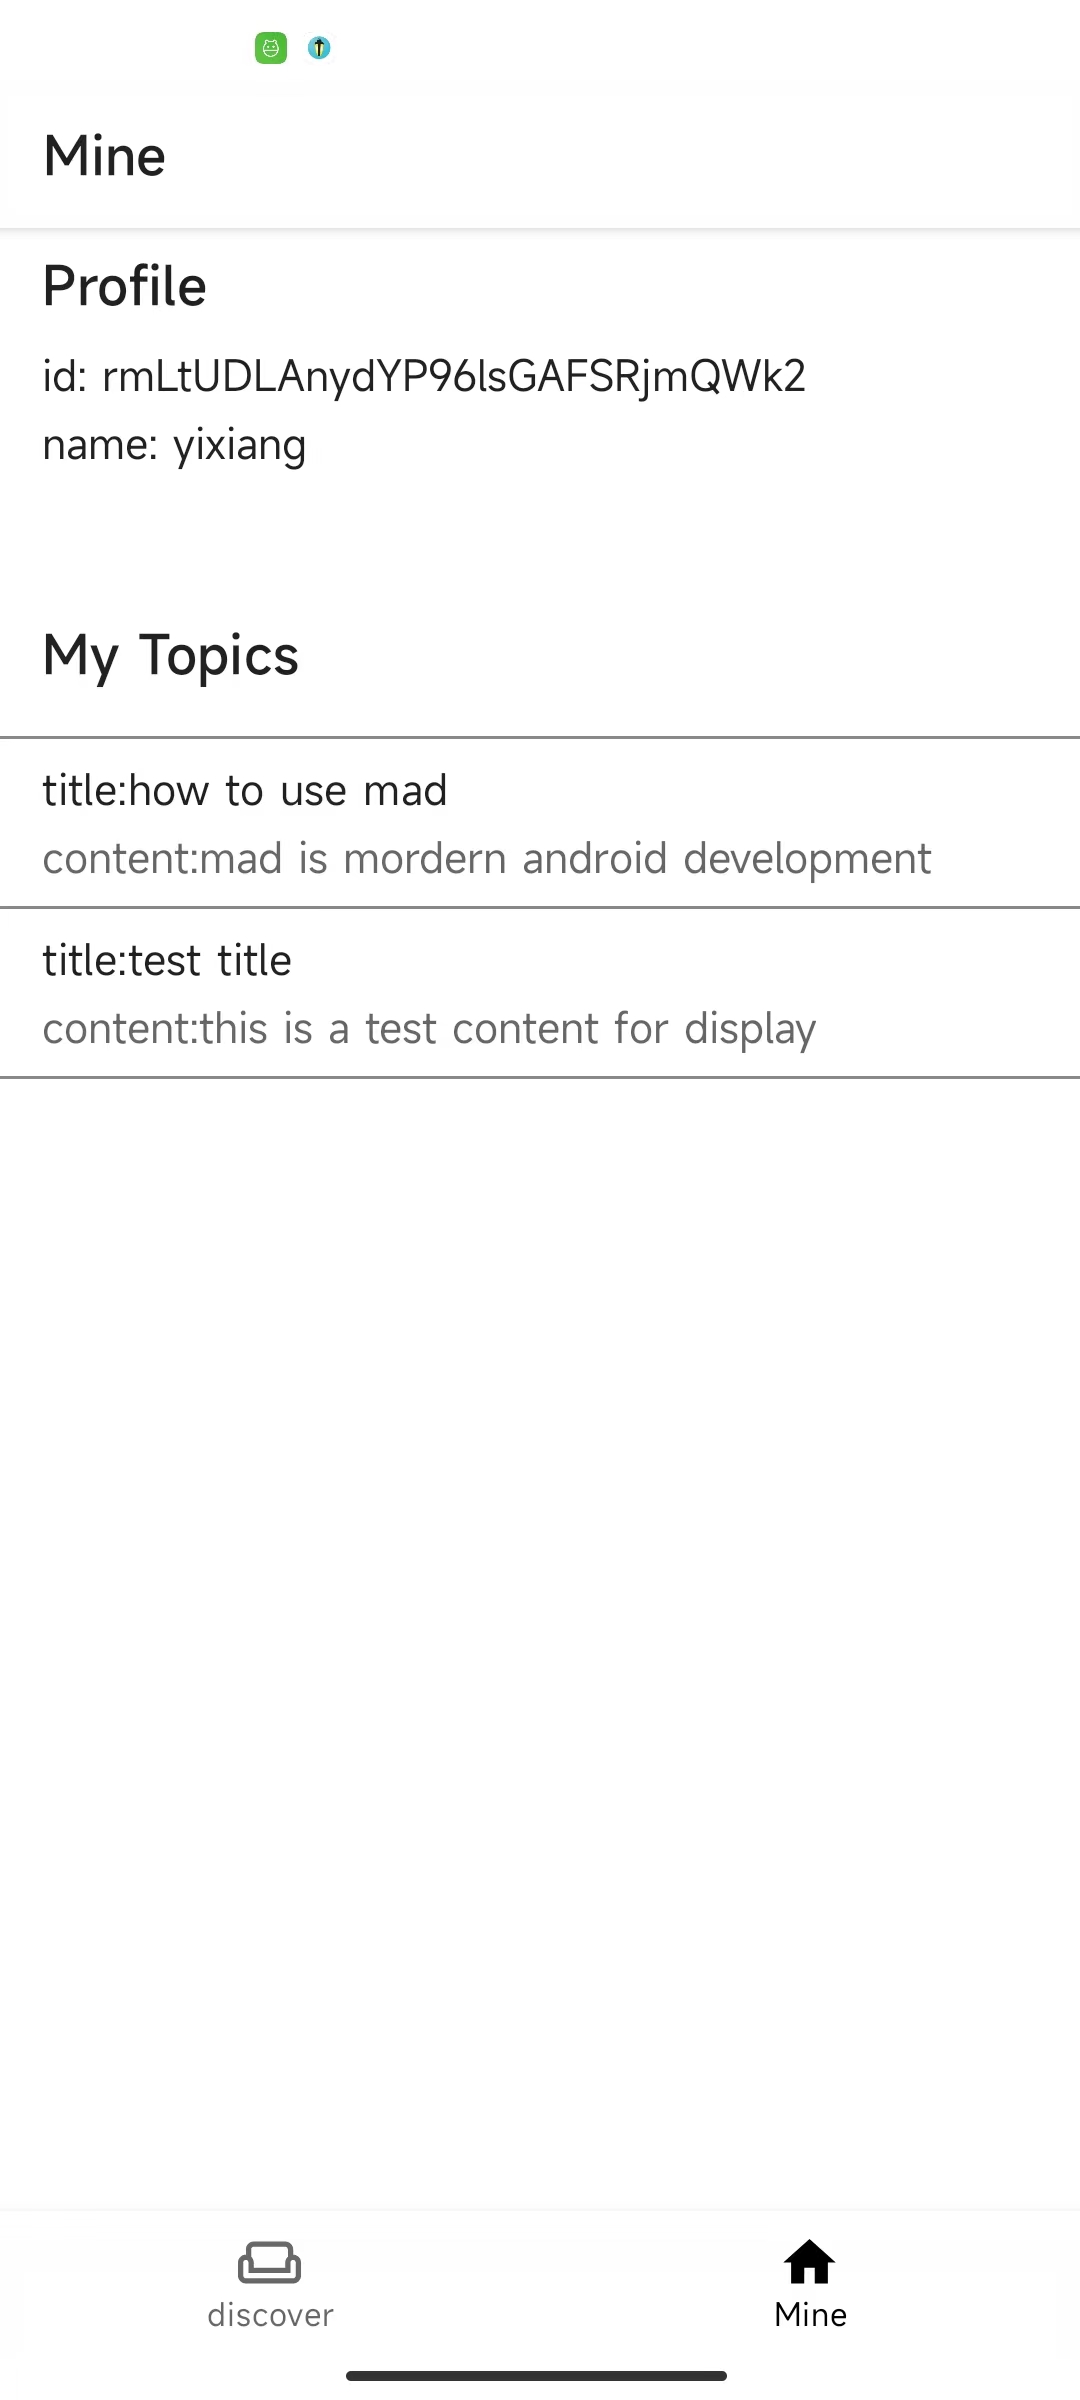 Mine
Profile
id: rmLtUDLAnydYP96lsGAFSRjmQWk2
name: yixiang
My Topics
title:how to use mad
content:mad is mordern android development
title:test title
content:this is a test content for display
discover
Mine